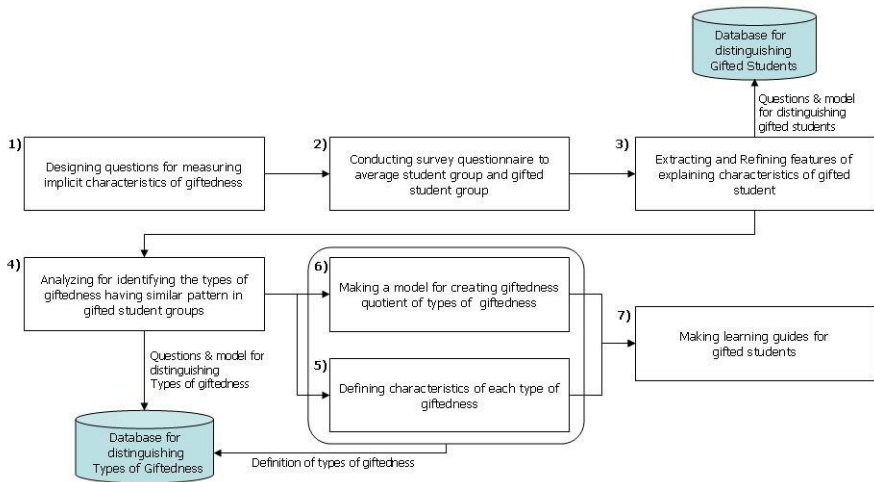 Database for
distinguishing
Gifted Students
Questions & model
for distinguishing
gifted students
1)
Designing questions for measuring
implicit characteristics of giftedness
2)
Conducting survey questionnaire to
average student group and gifted
student group
3)
Extracting and Refining features of
explaining characteristics of gifted
student
4)
Analyzing for identifying the types of
giftedness having similar pattern in
gifted student groups
6)
Making a model for creating giftedness
quotient of types of giftedness
5)
Defining characteristics of each type of
giftedness
7)
Making learning guides for
gifted students
Questions & model for
distinguishing
Types of giftedness
Database for
distinguishing
Types of Giftedness
Definition of types of giftedness